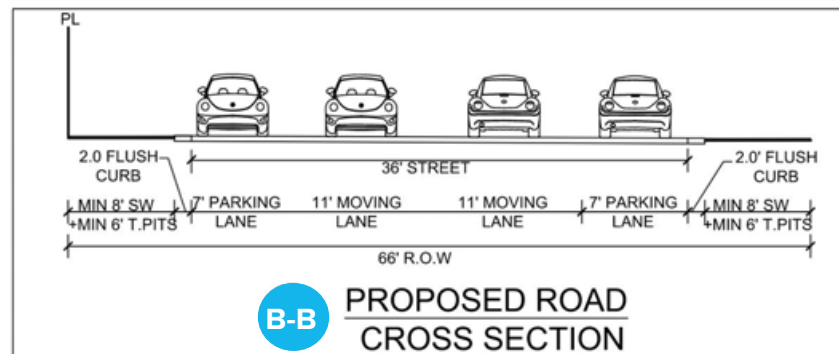 PL
2.0 FLUSH
CURB
36' STREET
2.0' FLUSH
CURB
MIN 8' SW
+MIN 6' T.PITS
7' PARKING
LANE
11' MOVING
LANE
11' MOVING
LANE
7' PARKING
LANE
MIN 8' SW
+MIN 6' T.PITS
66' R.O.W
B-B
PROPOSED ROAD
CROSS SECTION